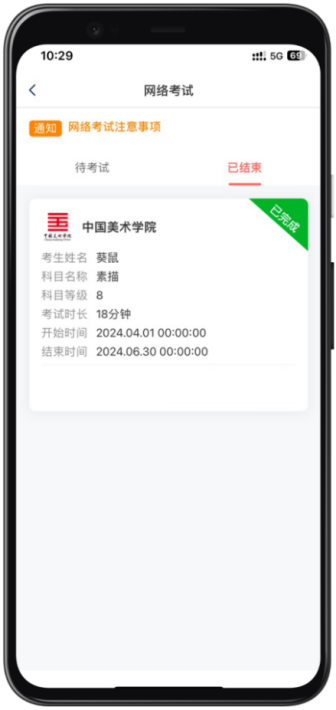 10:29
5G 69
网络考试
通知 网络考试注意事项
待考试 已结束
已完成
中国美术学院
考生姓名 葵鼠
科目名称 素描
科目等级 8
考试时长 18分钟
开始时间 2024.04.01 00:00:00
结束时间 2024.06.30 00:00:00